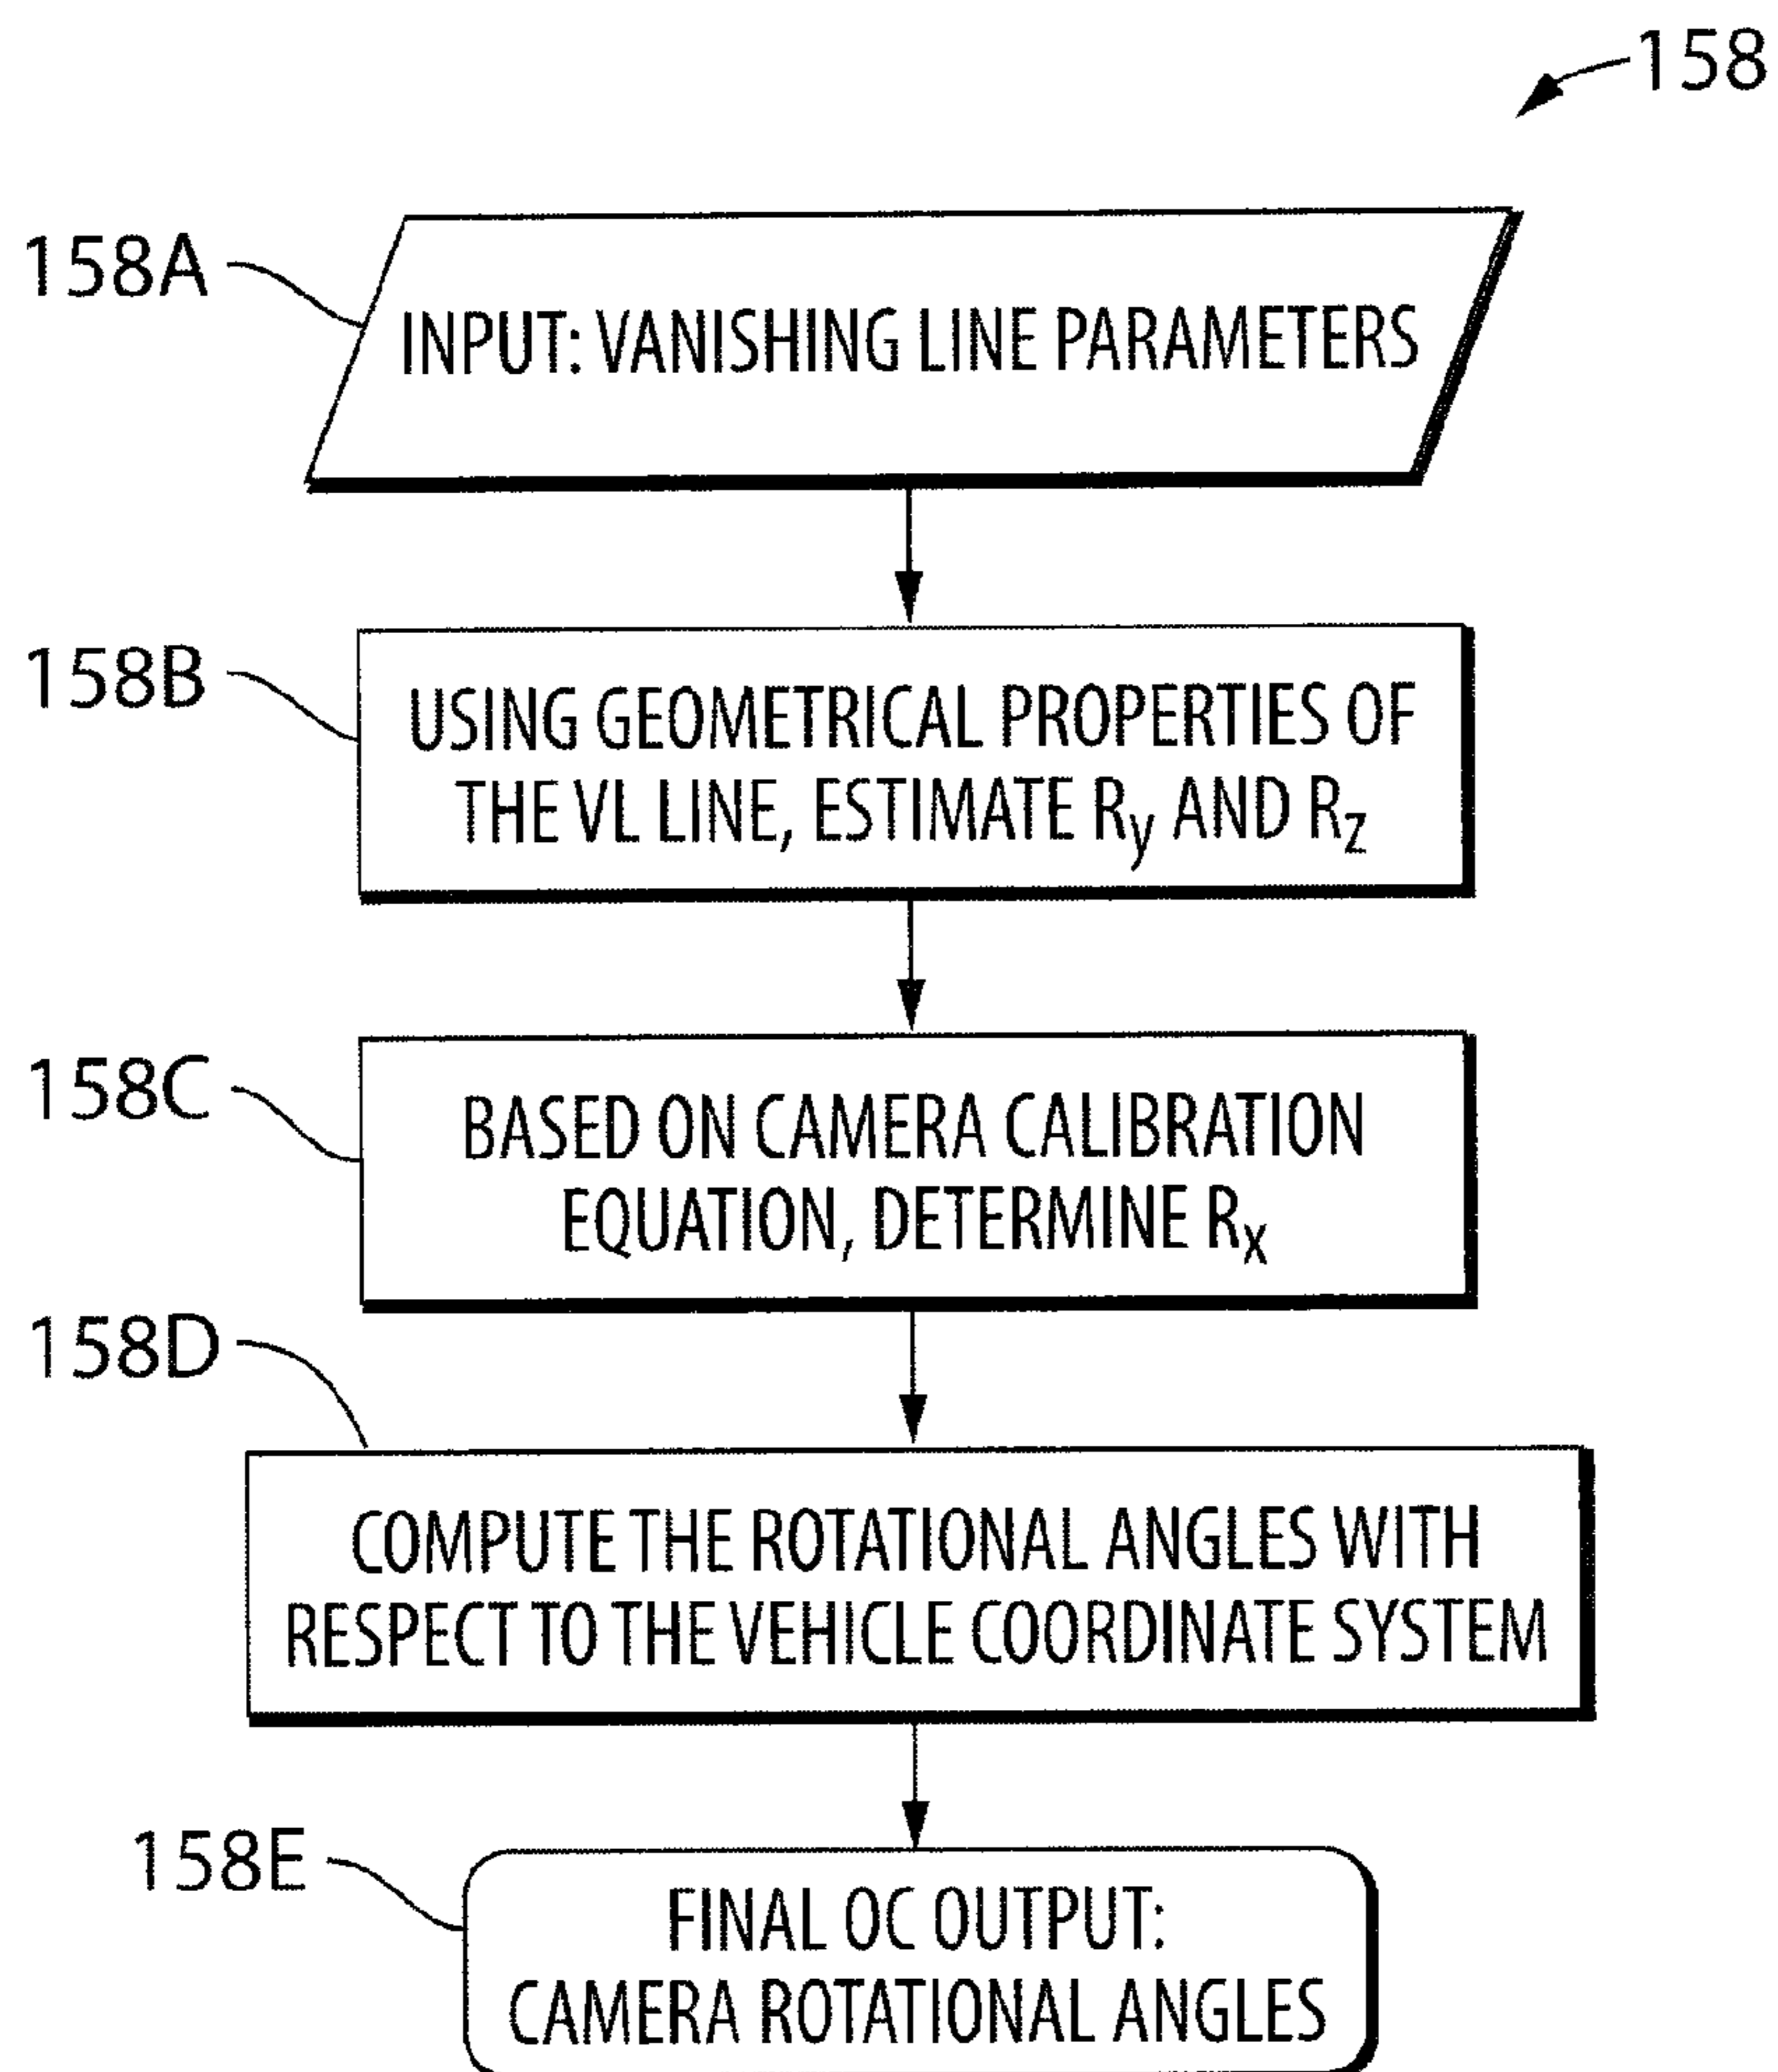 158
158A
INPUT: VANISHING LINE PARAMETERS
158B
USING GEOMETRICAL PROPERTIES OF
THE VL LINE, ESTIMATE Ry AND Rz
158C
BASED ON CAMERA CALIBRATION
EQUATION, DETERMINE Rx
158D
COMPUTE THE ROTATIONAL ANGLES WITH
RESPECT TO THE VEHICLE COORDINATE SYSTEM
158E
FINAL OC OUTPUT:
CAMERA ROTATIONAL ANGLES